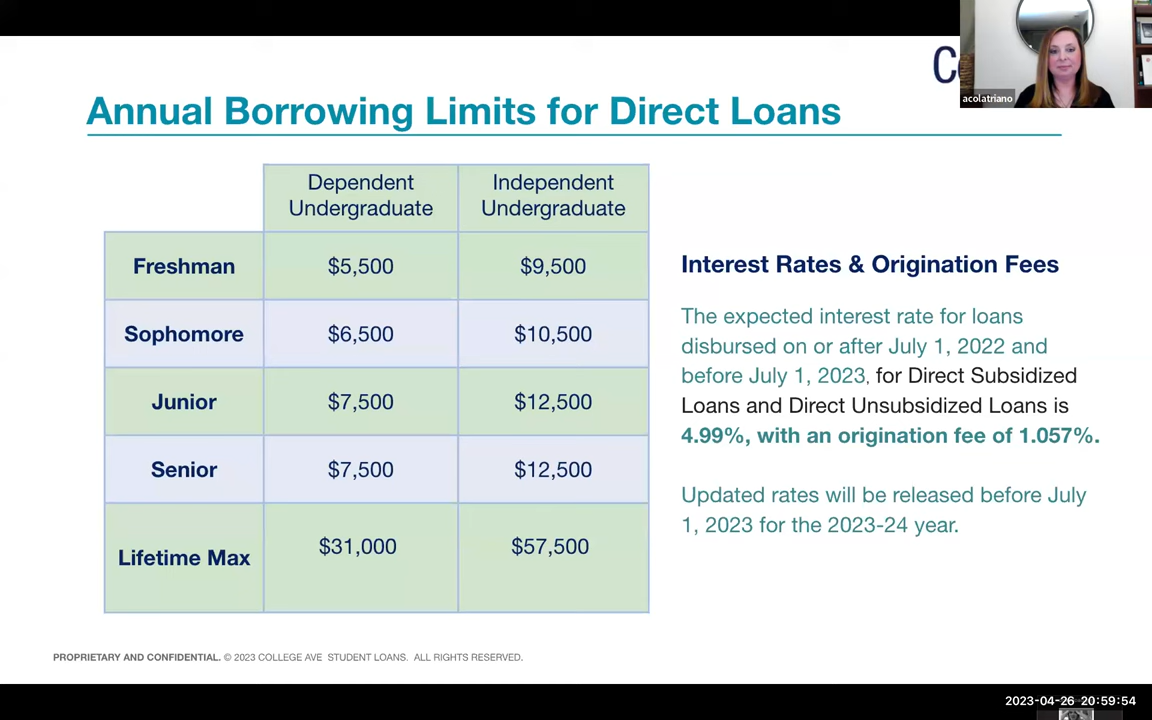 acolatriano
Annual Borrowing Limits for Direct Loans
Dependent
Undergraduate
Independent
Undergraduate
Freshman $5,500 $9,500
Sophomore $6,500 $10,500
Junior $7,500 $12,500
Senior $7,500 $12,500
Lifetime Max $31,000 $57,500
Interest Rates & Origination Fees
The expected interest rate for loans
disbursed on or after July 1, 2022 and
before July 1, 2023, for Direct Subsidized
Loans and Direct Unsubsidized Loans is
4.99%, with an origination fee of 1.057%.
Updated rates will be released before July
1, 2023 for the 2023-24 year.
PROPRIETARY AND CONFIDENTIAL. © 2023 COLLEGE AVE STUDENT LOANS. ALL RIGHTS RESERVED.
2023-04-26 20:59:54